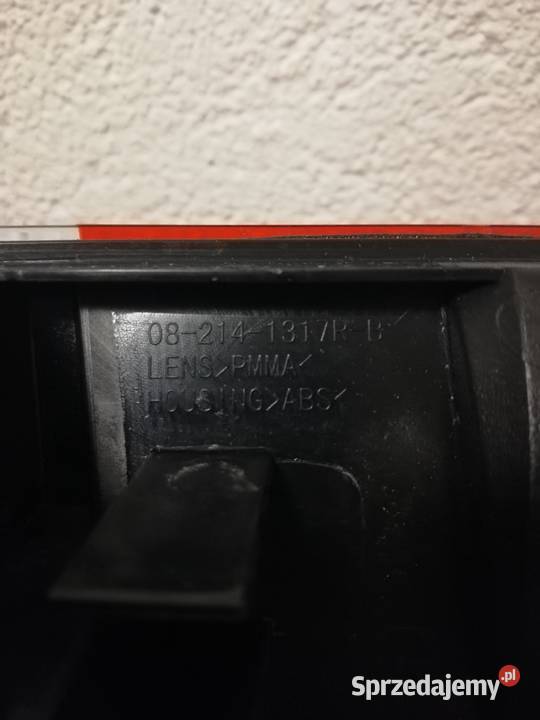 08-214-1317R-B
LENS>PMMA<
HOUSING>ABS<
Sprzedajemy.pl